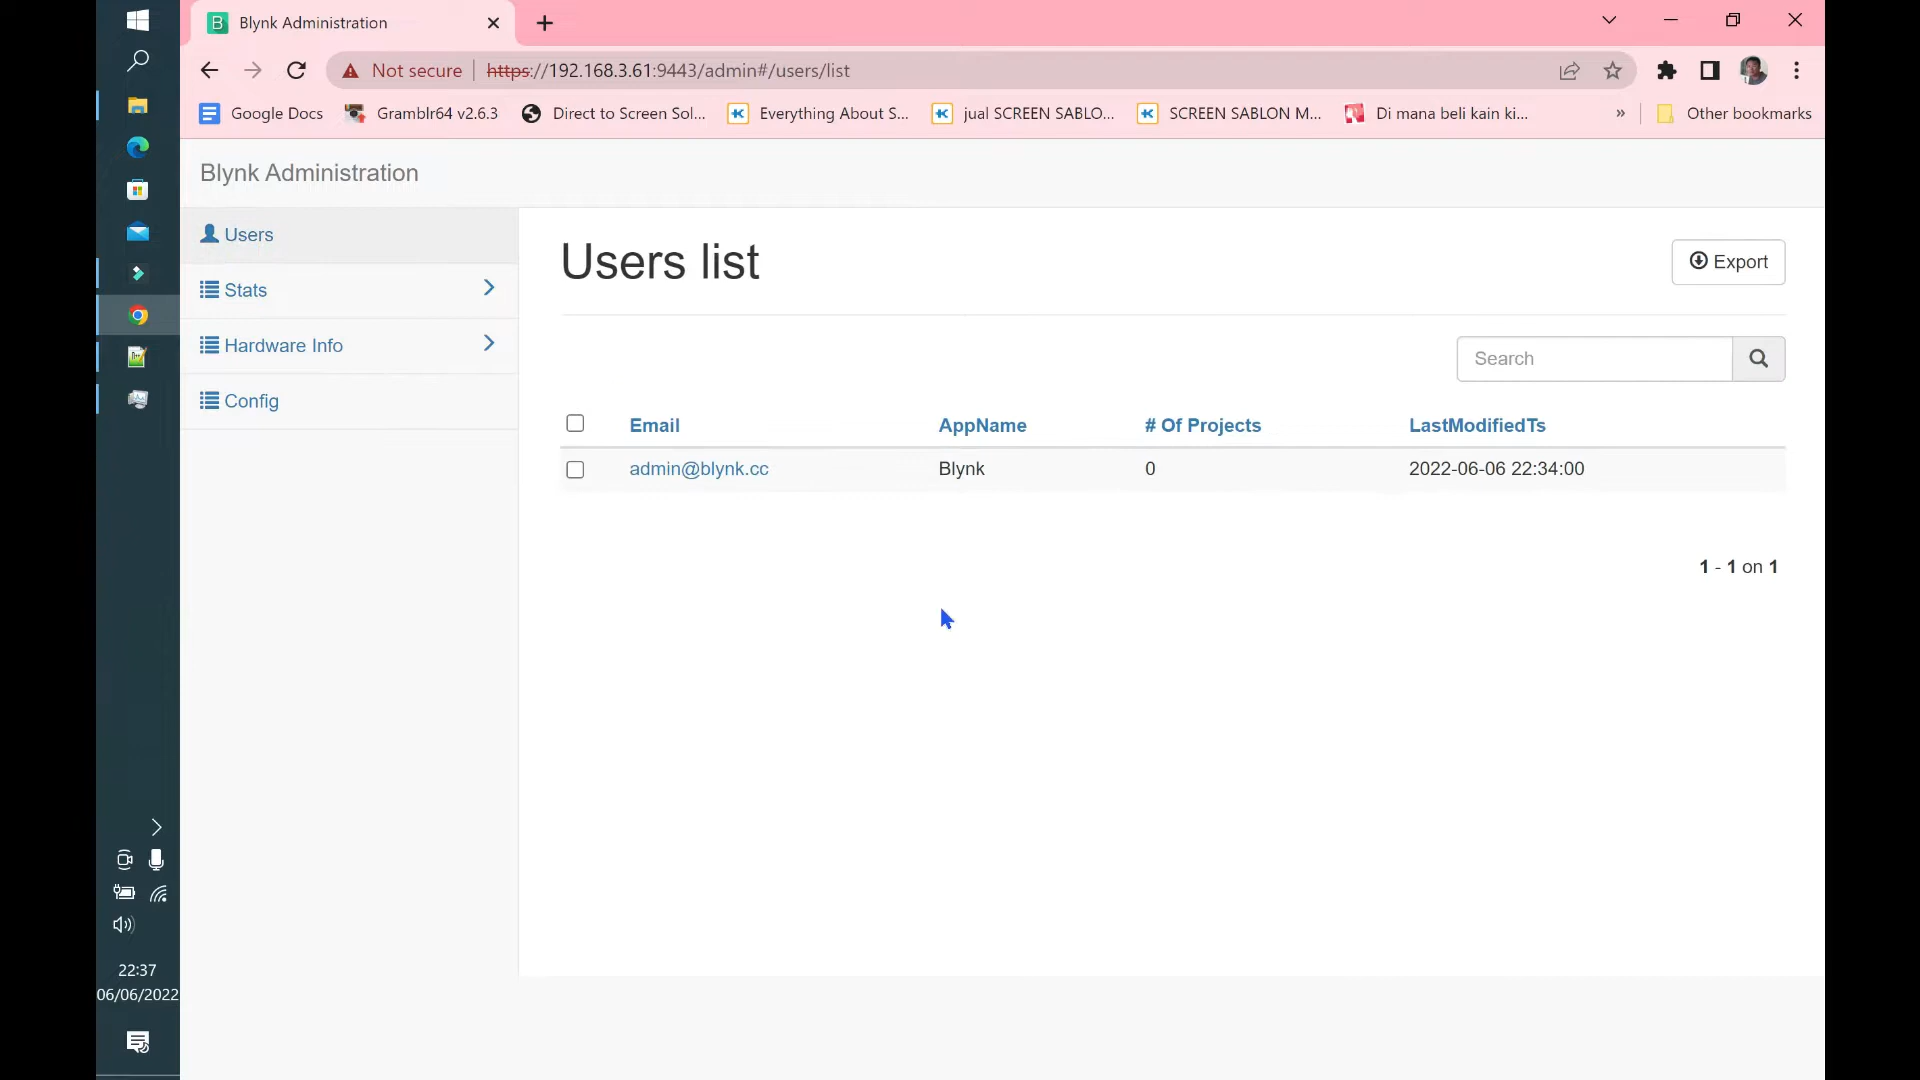 Blynk Administration
Not secure https://192.168.3.61:9443/admin#/users/list
Google Docs Gramblr64 v2.6.3 Direct to Screen Sol... Everything About S... jual SCREEN SABLO... SCREEN SABLON M... Di mana beli kain ki... » Other bookmarks
Blynk Administration
Users
Stats
Hardware Info
Config
Users list
Export
Search
Email AppName # Of Projects LastModifiedTs
admin@blynk.cc Blynk 0 2022-06-06 22:34:00
1 - 1 on 1
22:37
06/06/2022